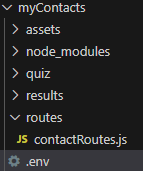 myContacts
assets
node_modules
quiz
results
routes
JS contactRoutes.js
.env